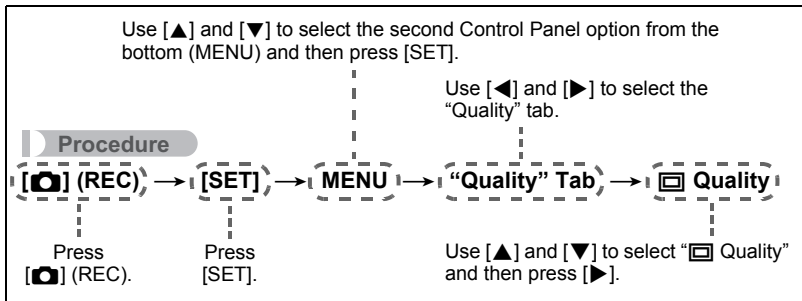 Use [▲] and [▼] to select the second Control Panel option from the
bottom (MENU) and then press [SET].
Use [◀] and [▶] to select the
“Quality” tab.
Procedure
[📷] (REC) → [SET] → MENU → “Quality” Tab → Quality
Press
[📷] (REC).
Press
[SET].
Use [▲] and [▼] to select “ Quality”
and then press [▶].